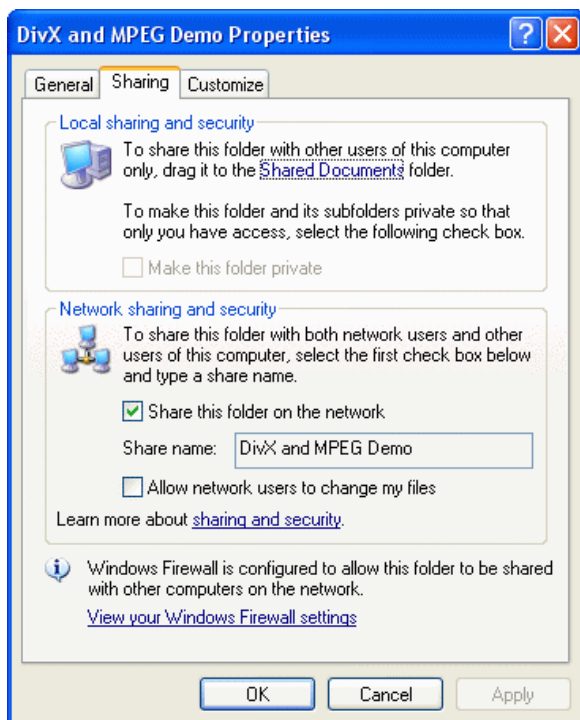 DivX and MPEG Demo Properties
General Sharing Customize
Local sharing and security
To share this folder with other users of this computer
only, drag it to the Shared Documents folder.
To make this folder and its subfolders private so that
only you have access, select the following check box.
Make this folder private
Network sharing and security
To share this folder with both network users and other
users of this computer, select the first check box below
and type a share name.
Share this folder on the network
Share name: DivX and MPEG Demo
Allow network users to change my files
Learn more about sharing and security.
Windows Firewall is configured to allow this folder to be shared
with other computers on the network.
View your Windows Firewall settings
OK Cancel Apply